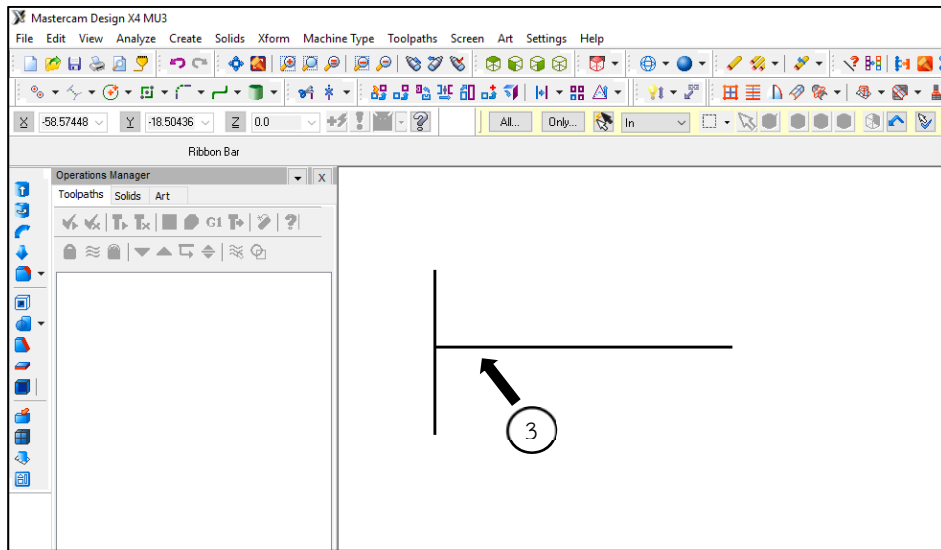 Mastercam Design X4 MU3
File Edit View Analyze Create Solids Xform Machine Type Toolpaths Screen Art Settings Help
X -58.57448 Y -18.50436 Z 0.0 All... Only... In
Ribbon Bar
Operations Manager
Toolpaths Solids Art
G1
3